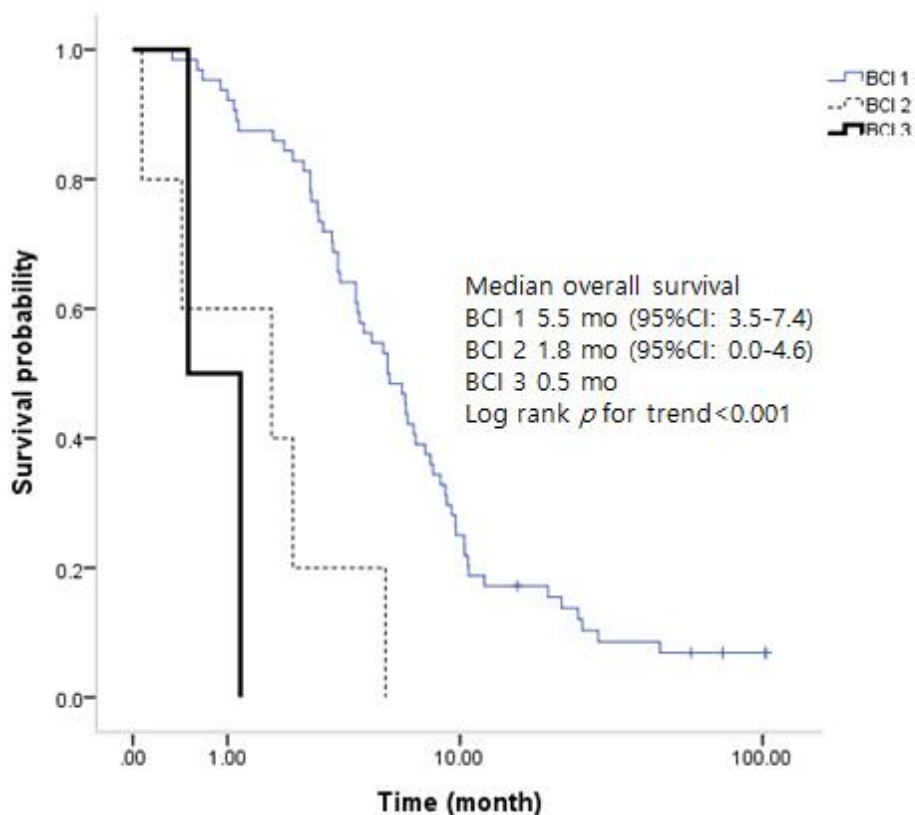 1.0
0.8
0.6
0.4
0.2
0.0
Survival probability
BCI 1
BCI 2
BCI 3
Median overall survival
BCI 1 5.5 mo (95%CI: 3.5-7.4)
BCI 2 1.8 mo (95%CI: 0.0-4.6)
BCI 3 0.5 mo
Log rank p for trend<0.001
.00 1.00 10.00 100.00
Time (month)